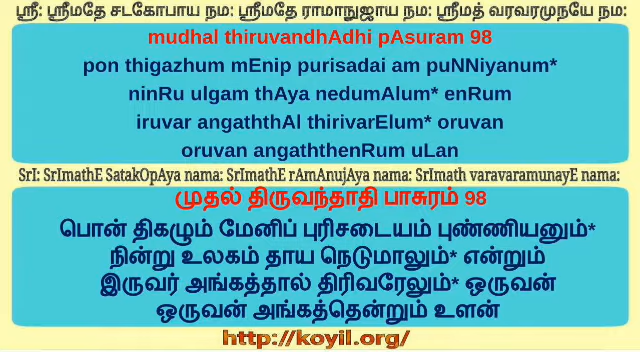 ஸ்ரீ: ஸ்ரீமதே சடகோபாய நம: ஸ்ரீமதே ராமாநுஜாய நம: ஸ்ரீமத் வரவரமுநயே நம:
mudhal thiruvandhAdhi pAsuram 98
pon thigazhum mEnip purisadai am puNNiyanum*
ninRu ulgam thAya nedumAlum* enRum
iruvar angaththAl thirivarElum* oruvan
oruvan angaththenRum uLan
SrI: SrImathE SatakOpAya nama: SrImathE rAmAnujAya nama: SrImath varavaramunayE nama:
முதல் திருவந்தாதி பாசுரம் 98
பொன் திகழும் மேனிப் புரிசடையம் புண்ணியனும்*
நின்று உலகம் தாய நெடுமாலும்* என்றும்
இருவர் அங்கத்தால் திரிவரேலும்* ஒருவன்
ஒருவன் அங்கத்தென்றும் உளன்
http://koyil.org/